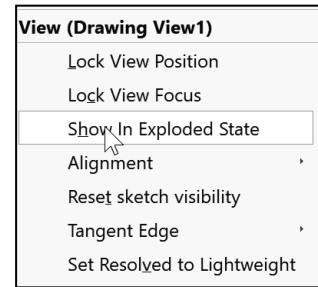 View (Drawing View1)
Lock View Position
Lock View Focus
Show In Exploded State
Alignment
Reset sketch visibility
Tangent Edge
Set Resolved to Lightweight